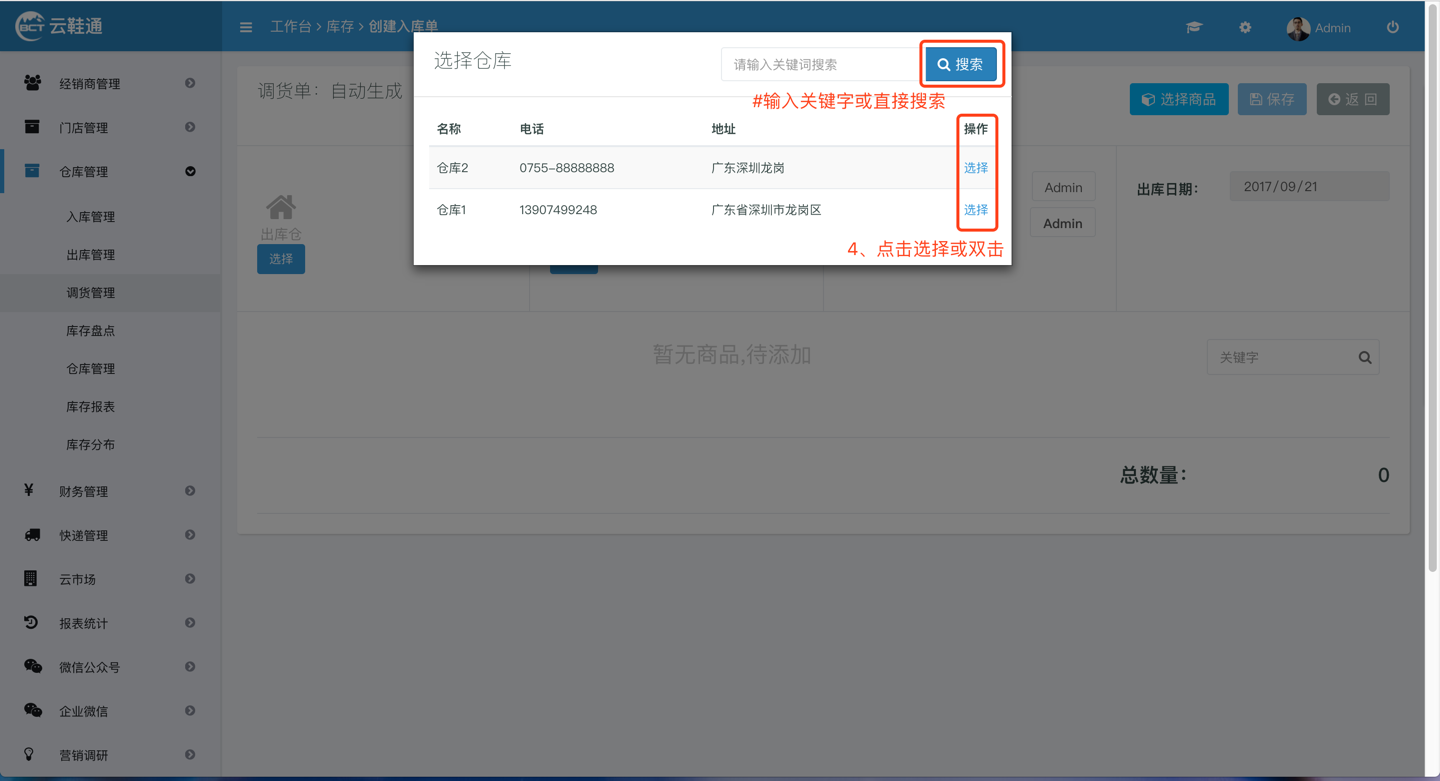 BCT 云鞋通
工作台 > 库存 > 创建入库单
Admin
经销商管理
门店管理
仓库管理
入库管理
出库管理
调货管理
库存盘点
仓库管理
库存报表
库存分布
¥ 财务管理
快递管理
云市场
报表统计
微信公众号
企业微信
营销调研
调货单：自动生成
选择商品
保存
返 回
出库仓
选择
Admin
Admin
出库日期：
2017/09/21
选择仓库
请输入关键词搜索
搜索
#输入关键字或直接搜索
名称 电话 地址 操作
仓库2 0755-88888888 广东深圳龙岗 选择
仓库1 13907499248 广东省深圳市龙岗区 选择
4、点击选择或双击
暂无商品,待添加
关键字
总数量： 0